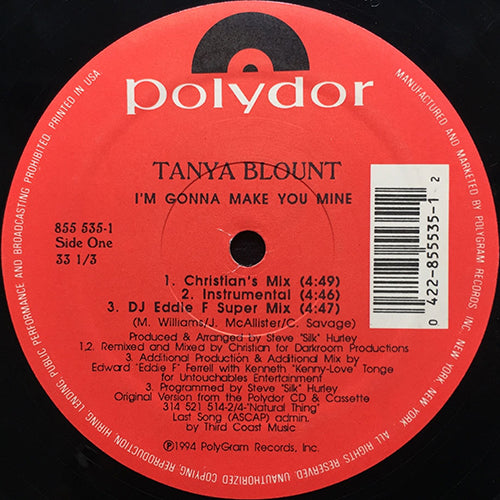 polydor
TANYA BLOUNT
I'M GONNA MAKE YOU MINE
855 535-1
Side One
33 1/3
1. Christian's Mix (4:49)
2. Instrumental (4:46)
3. DJ Eddie F Super Mix (4:47)
(M. Williams/J. McAllister/C. Savage)
Produced & Arranged by Steve "Silk" Hurley
1,2. Remixed and Mixed by Christian for Darkroom Productions
3. Additional Production & Additional Mix by
Edward "Eddie F" Ferrell with Kenneth "Kenny-Love" Tonge
for Untouchables Entertainment
3. Programmed by Steve "Silk" Hurley
Original Version from the Polydor CD & Cassette
314 521 514-2/4-"Natural Thing"
Last Song (ASCAP) admin.
by Third Coast Music
℗©1994 PolyGram Records, Inc.
0 422-855535-1 2
MANUFACTURED AND MARKETED BY POLYGRAM RECORDS INC. NEW YORK, NEW YORK. ALL RIGHTS RESERVED. UNAUTHORIZED COPYING, REPRODUCTION, HIRING, LENDING, PUBLIC PERFORMANCE AND BROADCASTING PROHIBITED. PRINTED IN USA